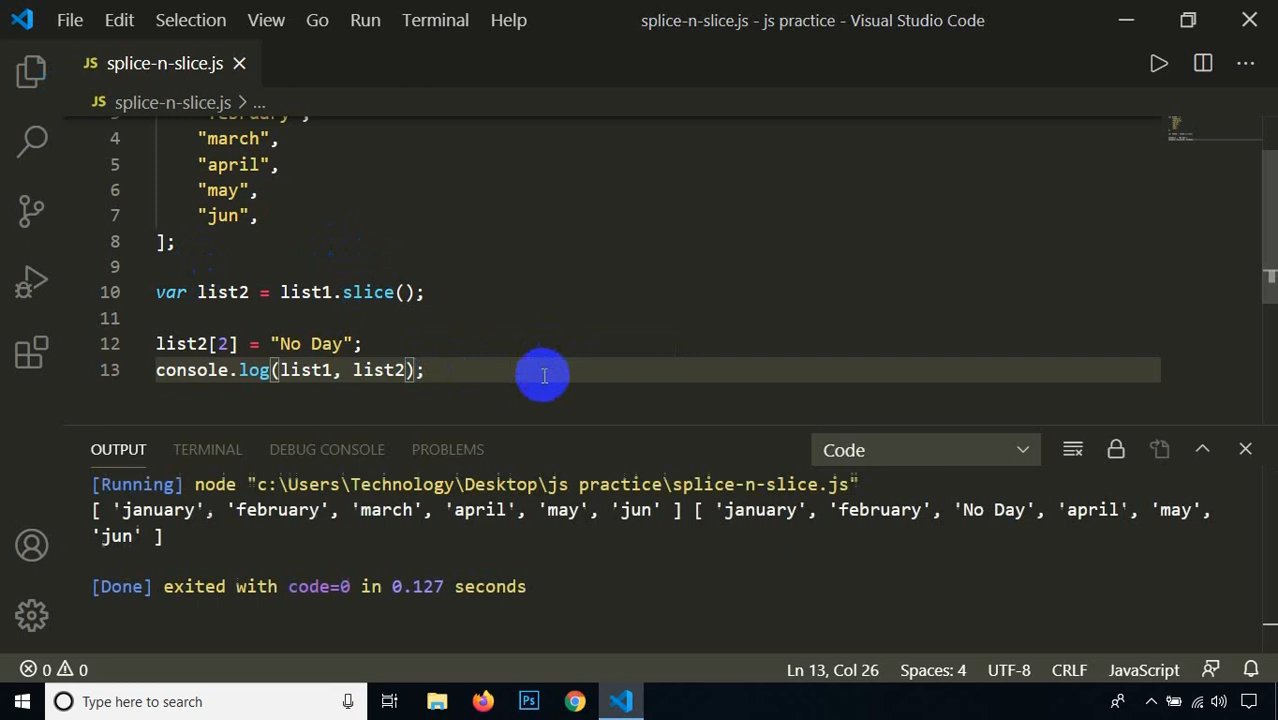 File Edit Selection View Go Run Terminal Help splice-n-slice.js - js practice - Visual Studio Code
JS splice-n-slice.js
JS splice-n-slice.js > ...
3 "february",
4 "march",
5 "april",
6 "may",
7 "jun",
8 ];
9
10 var list2 = list1.slice();
11
12 list2[2] = "No Day";
13 console.log(list1, list2);
OUTPUT TERMINAL DEBUG CONSOLE PROBLEMS Code
[Running] node "c:\Users\Technology\Desktop\js practice\splice-n-slice.js"
[ 'january', 'february', 'march', 'april', 'may', 'jun' ] [ 'january', 'february', 'No Day', 'april', 'may',
'jun' ]
[Done] exited with code=0 in 0.127 seconds
0 0 Ln 13, Col 26 Spaces: 4 UTF-8 CRLF JavaScript
Type here to search Ps